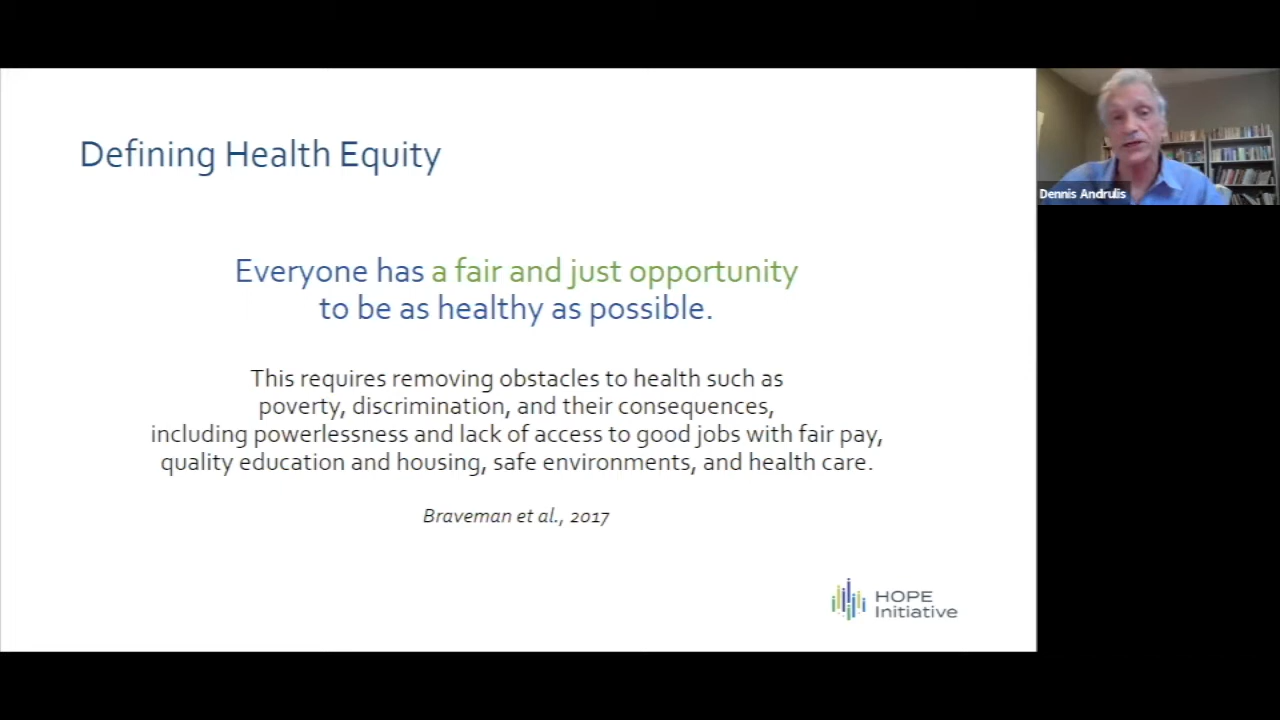 Defining Health Equity
Everyone has a fair and just opportunity
to be as healthy as possible.
This requires removing obstacles to health such as
poverty, discrimination, and their consequences,
including powerlessness and lack of access to good jobs with fair pay,
quality education and housing, safe environments, and health care.
Braveman et al., 2017
HOPE
Initiative
Dennis Andrulis